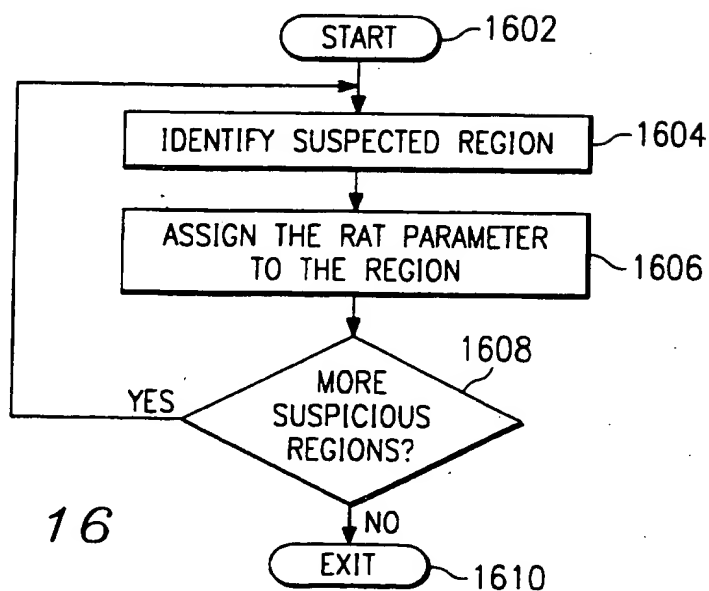 START
1602
IDENTIFY SUSPECTED REGION
1604
ASSIGN THE RAT PARAMETER
TO THE REGION
1606
1608
MORE
SUSPICIOUS
REGIONS?
YES
NO
16
EXIT
1610